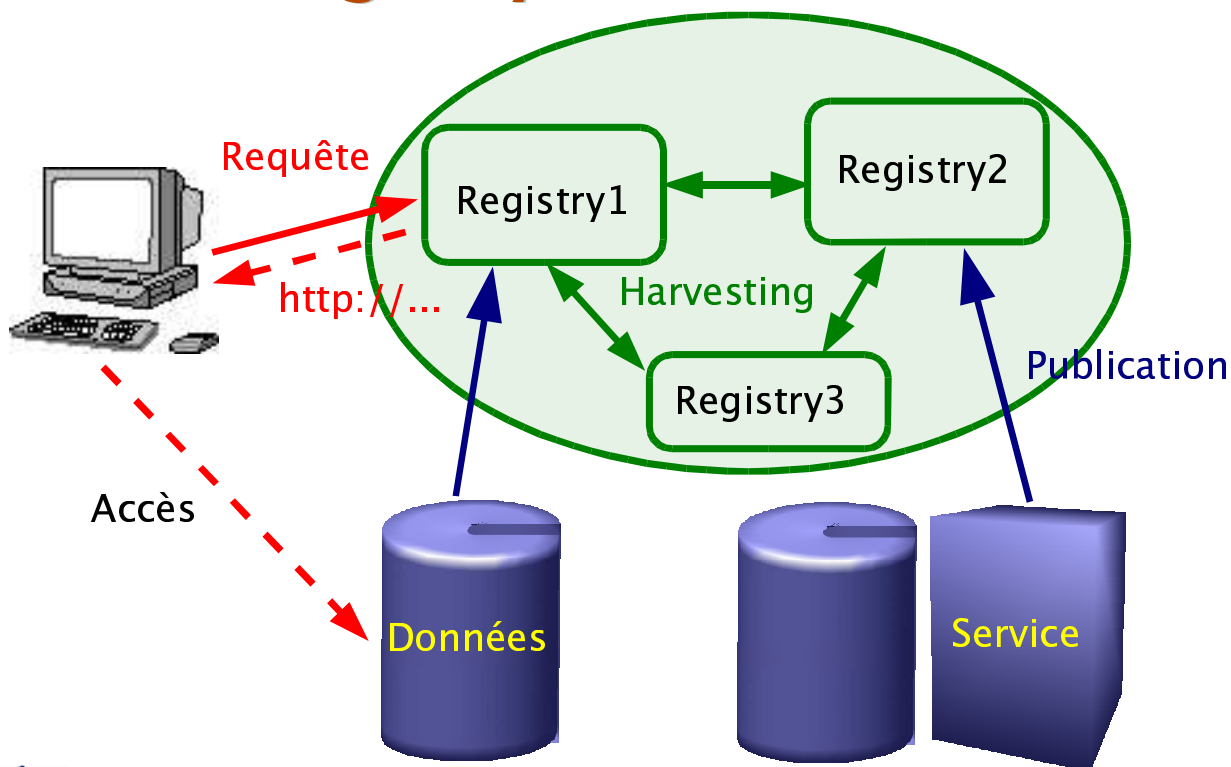 Requête
Registry1
Registry2
http://...
Harvesting
Publication
Registry3
Accès
Données
Service